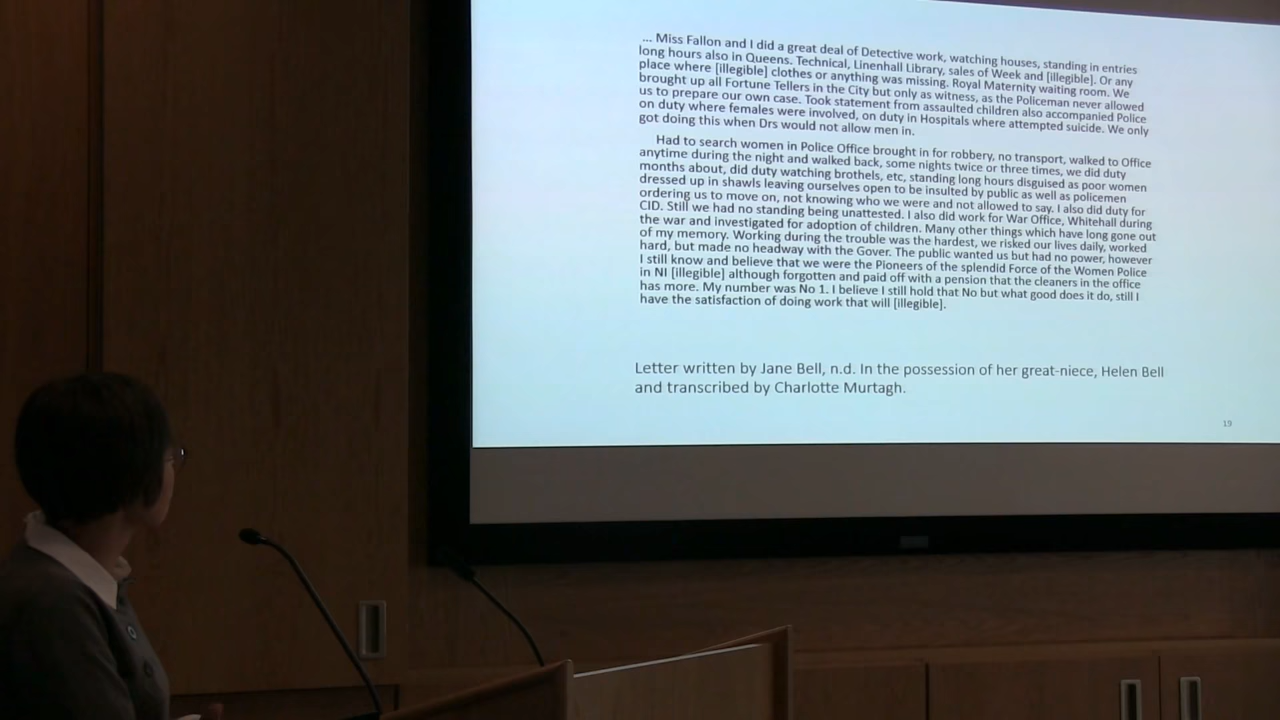 ... Miss Fallon and I did a great deal of Detective work, watching houses, standing in entries
long hours also in Queens. Technical, Linenhall Library, sales of Week and [illegible]. Or any
place where [illegible] clothes or anything was missing. Royal Maternity waiting room. We
brought up all Fortune Tellers in the City but only as witness, as the Policeman never allowed
us to prepare our own case. Took statement from assaulted children also accompanied Police
on duty where females were involved, on duty in Hospitals where attempted suicide. We only
got doing this when Drs would not allow men in.
Had to search women in Police Office brought in for robbery, no transport, walked to Office
anytime during the night and walked back, some nights twice or three times, we did duty
months about, did duty watching brothels, etc, standing long hours disguised as poor women
dressed up in shawls leaving ourselves open to be insulted by public as well as policemen
ordering us to move on, not knowing who we were and not allowed to say. I also did duty for
CID. Still we had no standing being unattested. I also did work for War Office, Whitehall during
the war and investigated for adoption of children. Many other things which have long gone out
of my memory. Working during the trouble was the hardest, we risked our lives daily, worked
hard, but made no headway with the Gover. The public wanted us but had no power, however
I still know and believe that we were the Pioneers of the splendid Force of the Women Police
in NI [illegible] although forgotten and paid off with a pension that the cleaners in the office
has more. My number was No 1. I believe I still hold that No but what good does it do, still I
have the satisfaction of doing work that will [illegible].
Letter written by Jane Bell, n.d. In the possession of her great-niece, Helen Bell
and transcribed by Charlotte Murtagh.
19